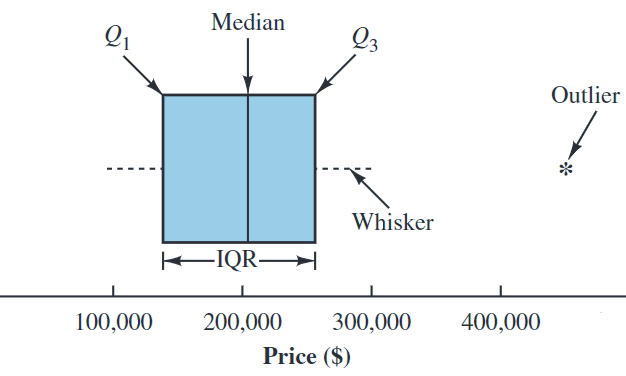 Median
Q1
Q3
Outlier
*
Whisker
IQR
100,000 200,000 300,000 400,000
Price ($)